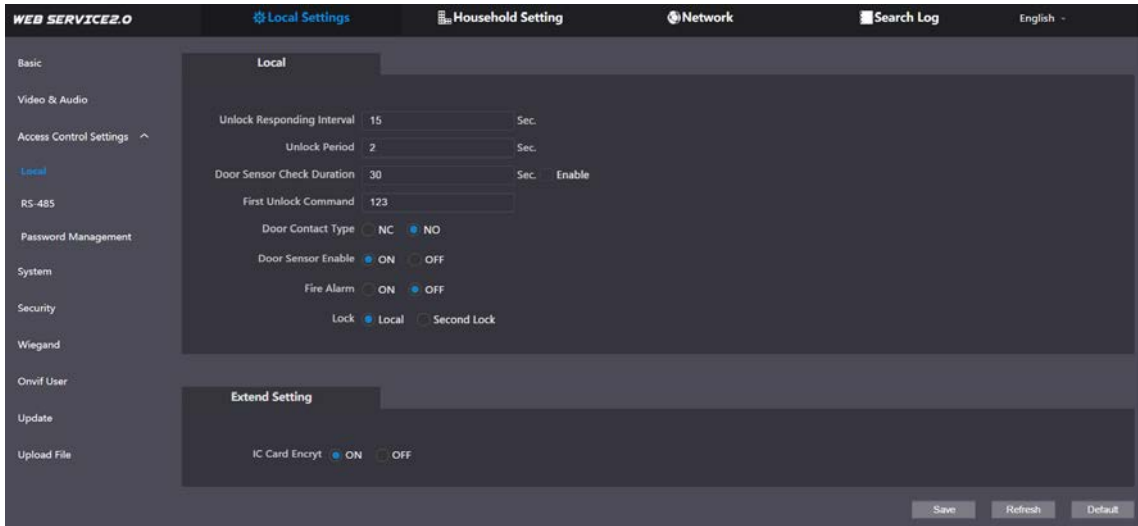 WEB SERVICE2.0 Local Settings Household Setting Network Search Log English
Basic
Video & Audio
Access Control Settings
Local
RS-485
Password Management
System
Security
Wiegand
Onvif User
Update
Upload File
Local
Unlock Responding Interval 15 Sec.
Unlock Period 2 Sec.
Door Sensor Check Duration 30 Sec. Enable
First Unlock Command 123
Door Contact Type NC NO
Door Sensor Enable ON OFF
Fire Alarm ON OFF
Lock Local Second Lock
Extend Setting
IC Card Encryt ON OFF
Save Refresh Default